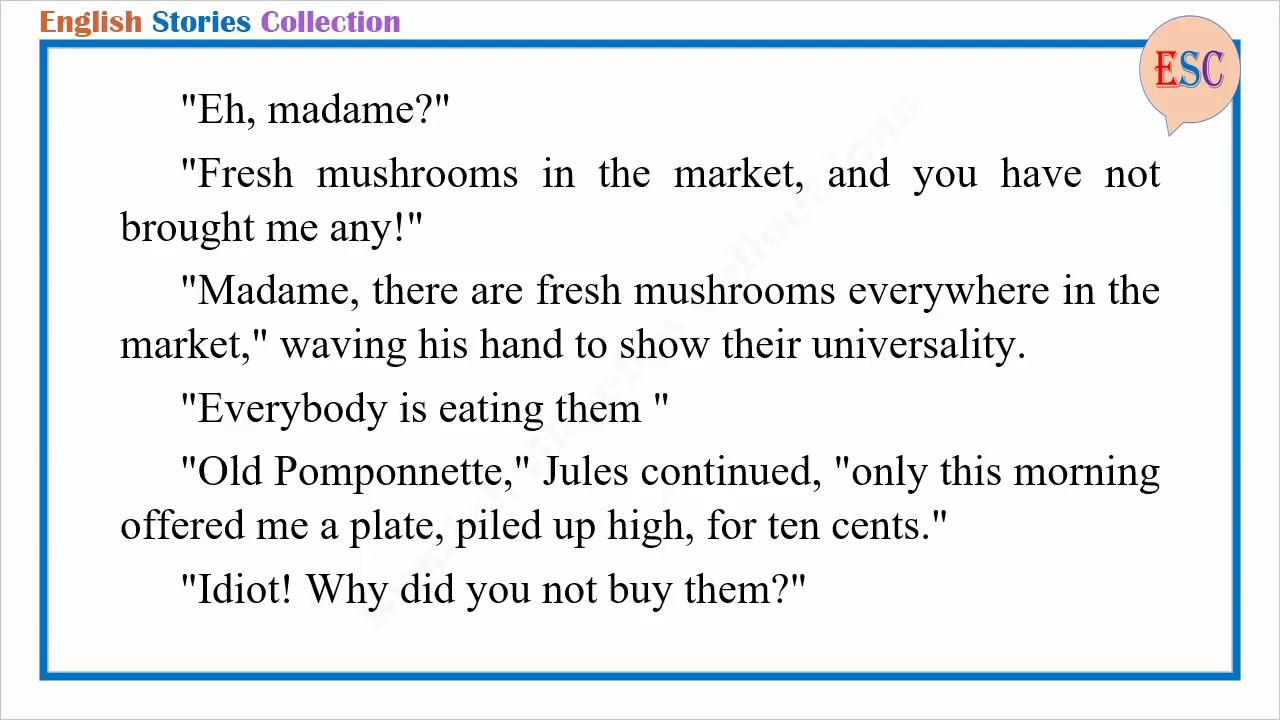 English Stories Collection
ESC
"Eh, madame?"
"Fresh mushrooms in the market, and you have not
brought me any!"
"Madame, there are fresh mushrooms everywhere in the
market," waving his hand to show their universality.
"Everybody is eating them "
"Old Pomponnette," Jules continued, "only this morning
offered me a plate, piled up high, for ten cents."
"Idiot! Why did you not buy them?"